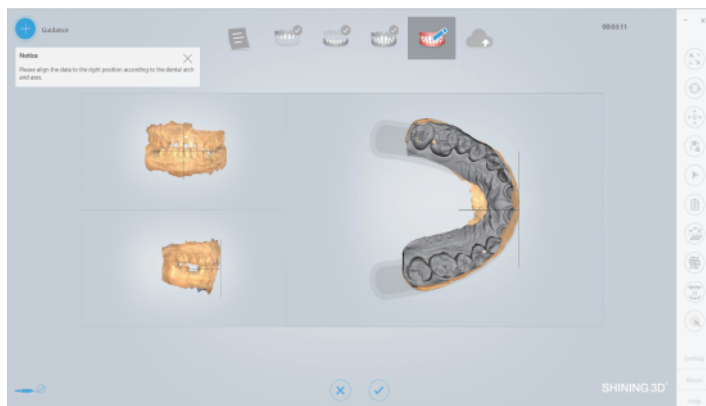 Guidance
00:03:11
Notice
Please align the data to the right position according to the dental arch
and axes.
SHINING 3D